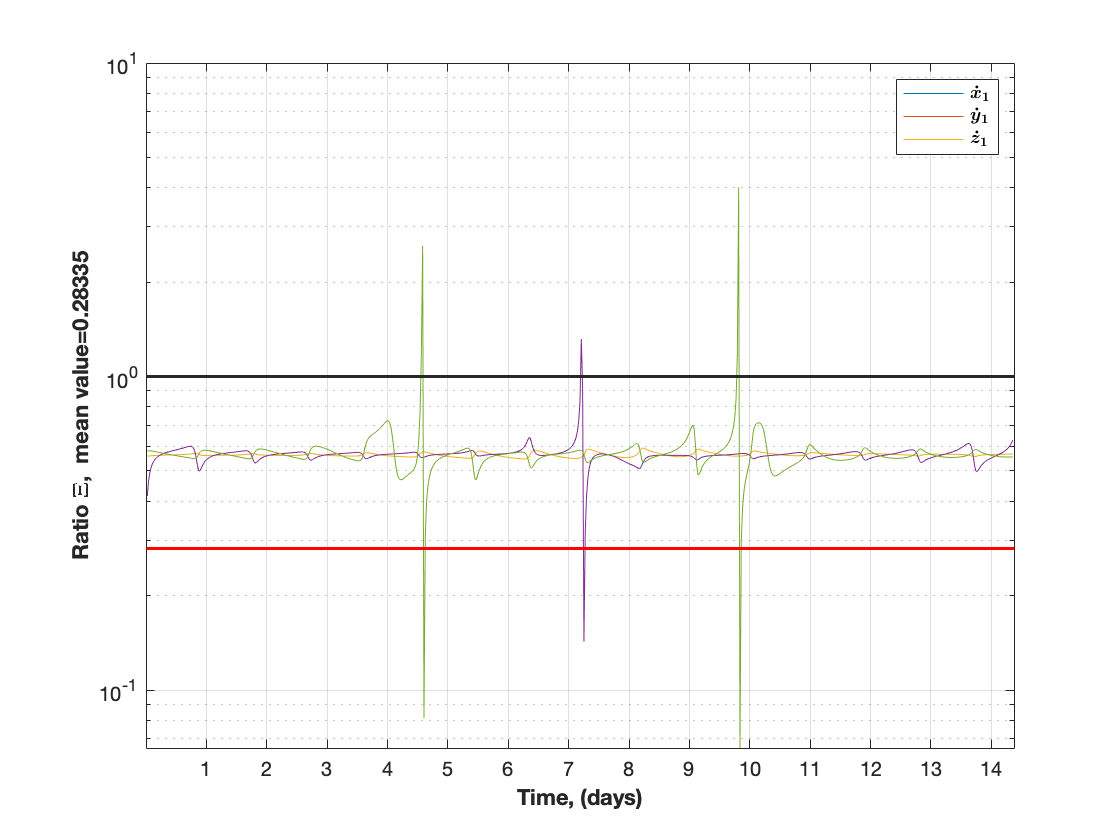 10^1
10^0
10^-1
Ratio Ξ, mean value=0.28335
ẋ₁
ẏ₁
ż₁
1 2 3 4 5 6 7 8 9 10 11 12 13 14
Time, (days)